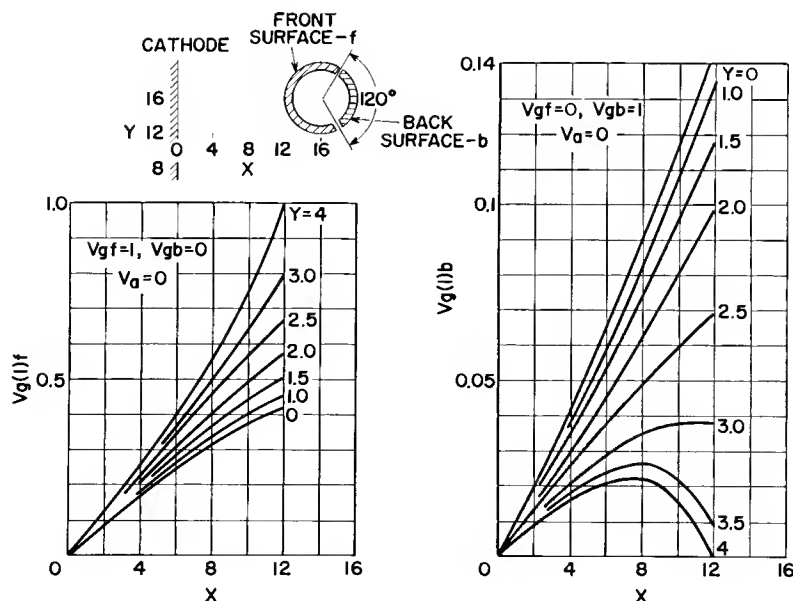 FRONT
SURFACE-f
CATHODE
16
Y 12
8
0 4 8 12 16
X
120°
BACK
SURFACE-b
1.0
0.5
0
Vg(1)f
Vgf=1, Vgb=0
Va=0
Y=4
3.0
2.5
2.0
1.5
1.0
0
4 8 12 16
X
0.14
0.1
0.05
0
Vg(1)b
Vgf=0, Vgb=1
Va=0
Y=0
1.0
1.5
2.0
2.5
3.0
3.5
4
4 8 12 16
X